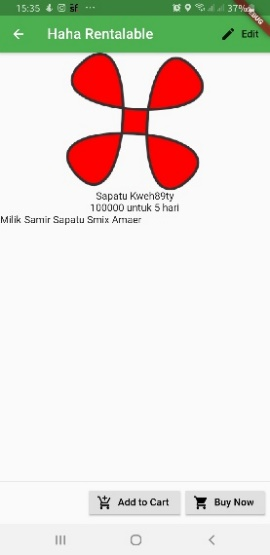 15:35
37%
DEBUG
Haha Rentalable
Edit
Sapatu Kweh89ty
100000 untuk 5 hari
Milik Samir Sapatu Smix Amaer
Add to Cart
Buy Now